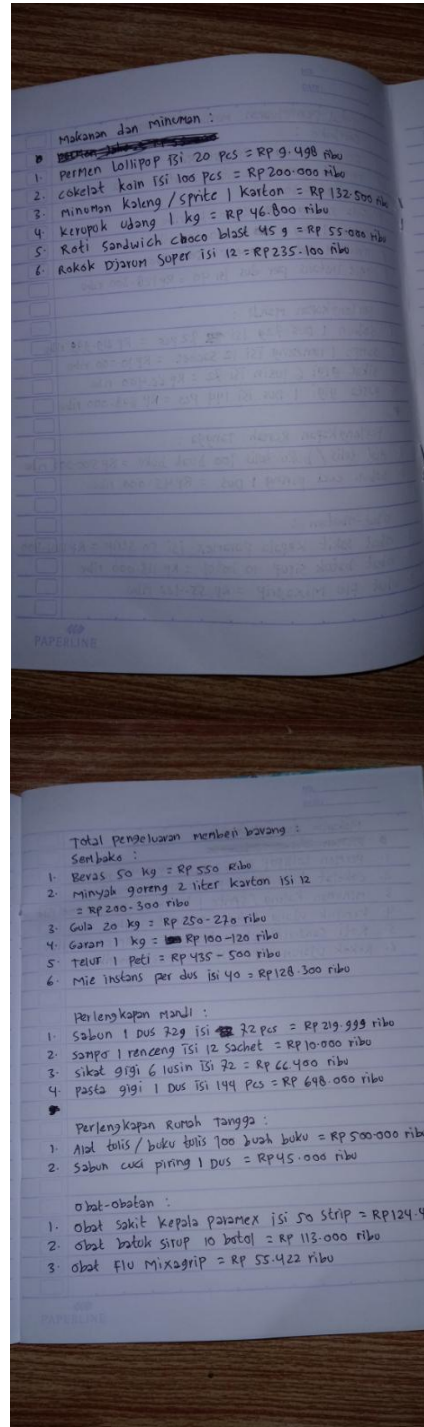 Makanan dan Minuman :
1. Permen Lollipop isi 20 pcs = Rp 9.498 ribu
2. cokelat koin isi 100 pcs = Rp 200.000 ribu
3. minuman kaleng / sprite 1 karton = Rp 132.500 ribu
4. kerupok udang 1 kg = Rp 46.800 ribu
5. Roti sandwich choco blast 45 g = Rp 55.000 ribu
6. Rokok Djarum super isi 12 = Rp 235.100 ribu
PAPERLINE
Total pengeluaran memberi barang :
Sembako :
1. Beras 50 kg = Rp 550 Ribu
2. Minyak goreng 2 liter karton isi 12
= Rp 200-300 ribu
3. Gula 20 kg = Rp 250-270 ribu
4. Garam 1 kg = Rp 100-120 ribu
5. telur 1 Peti = Rp 435 - 500 ribu
6. Mie instans per dus isi 40 = Rp 128.300 ribu
Perlengkapan Mandi :
1. Sabun 1 Dus 72g isi 72 pcs = Rp 219.999 ribu
2. sampo 1 renceng isi 12 sachet = Rp 10.000 ribu
3. sikat gigi 6 lusin isi 72 = Rp 66.400 ribu
4. pasta gigi 1 Dus isi 144 Pcs = RP 698.000 ribu
Perlengkapan Rumah Tangga :
1. Alat tulis / buku tulis 100 buah buku = Rp 500.000 ribu
2. Sabun cuci piring 1 Dus = RP 45.000 ribu
obat-obatan :
1. obat sakit kepala paramex isi 50 strip = RP 124.4
2. obat batuk sirup 10 botol = RP 113.000 ribu
3. obat Flu Mixagrip = Rp 55.422 ribu
PAPERLINE